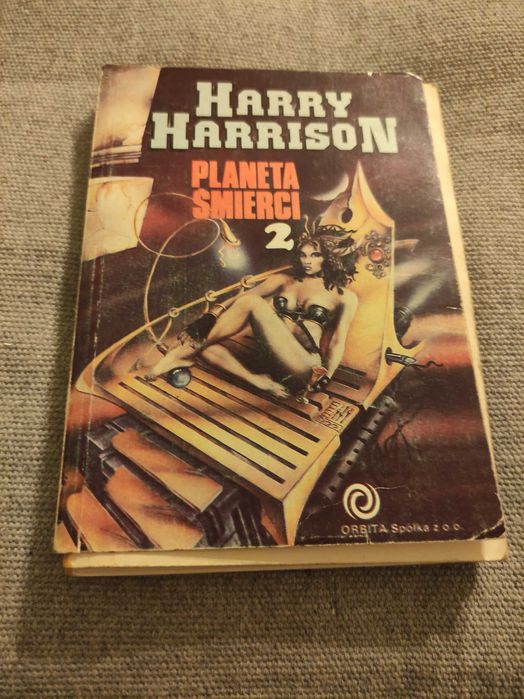 HARRY
HARRISON
PLANETA
ŚMIERCI
2
ORBITA Spółka z o.o.